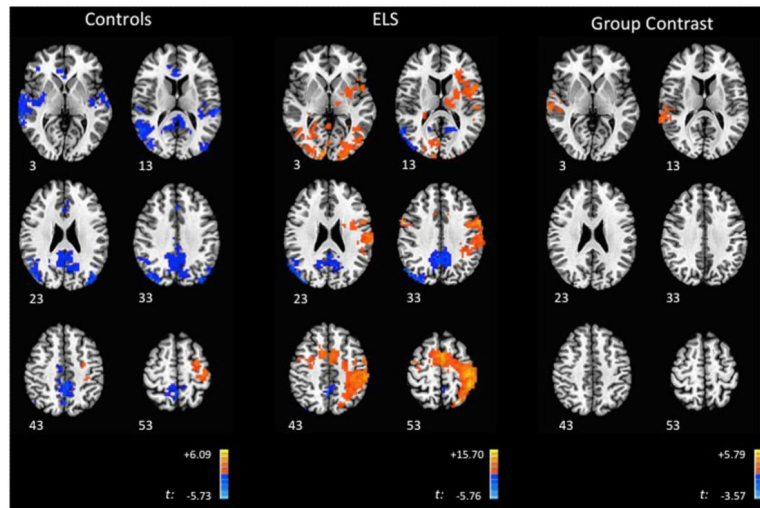 Controls ELS Group Contrast
3 13 3 13 3 13
23 33 23 33 23 33
43 53 43 53 43 53
+6.09 +15.70 +5.79
t: -5.73 t: -5.76 t: -3.57